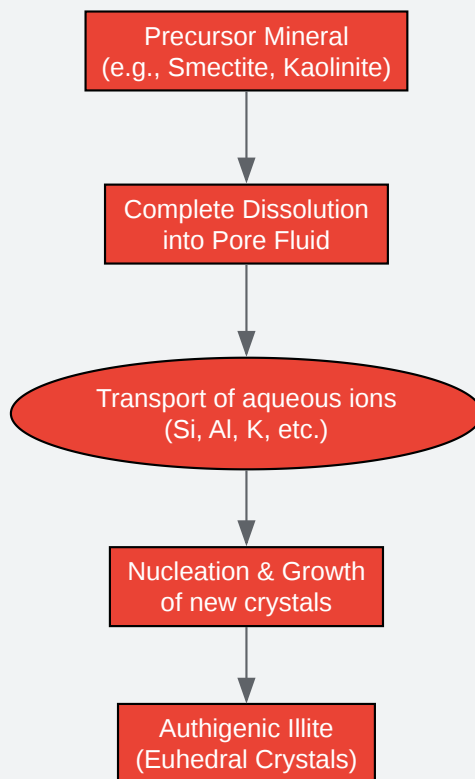 Precursor Mineral
(e.g., Smectite, Kaolinite)
Complete Dissolution
into Pore Fluid
Transport of aqueous ions
(Si, Al, K, etc.)
Nucleation & Growth
of new crystals
Authigenic Illite
(Euhedral Crystals)